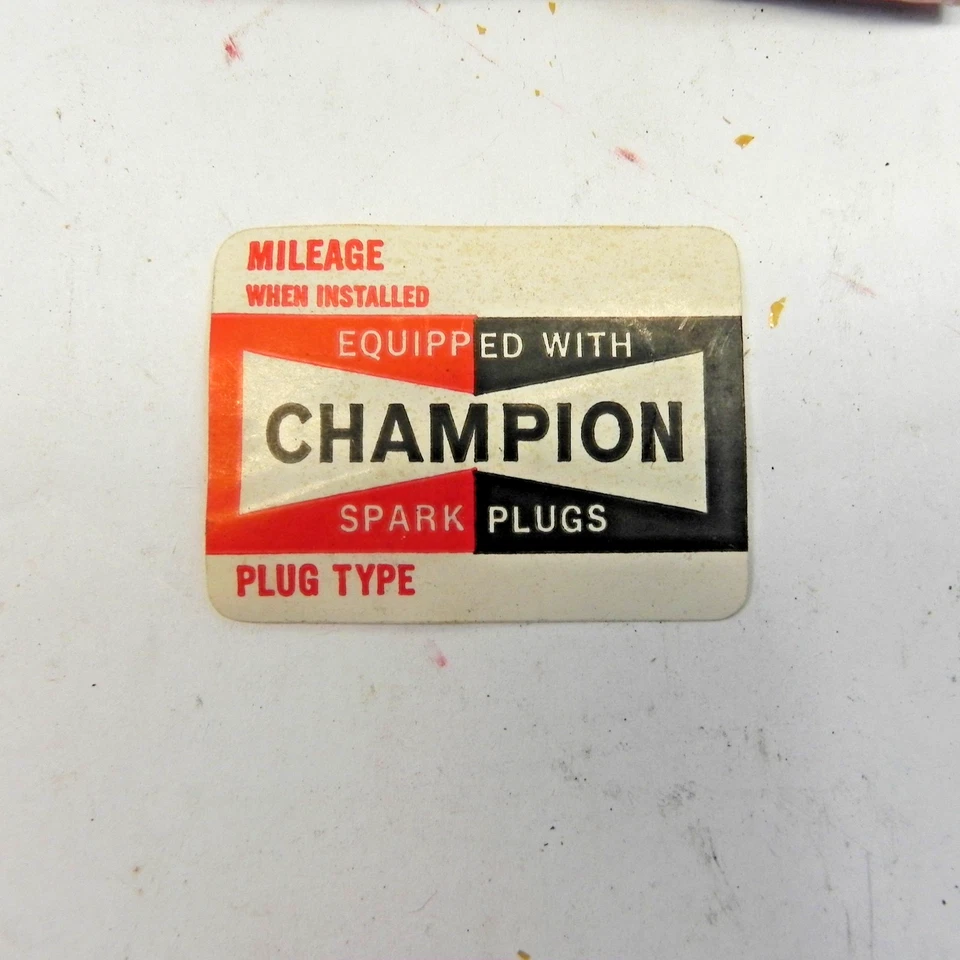 MILEAGE
WHEN INSTALLED
EQUIPPED WITH
CHAMPION
SPARK PLUGS
PLUG TYPE